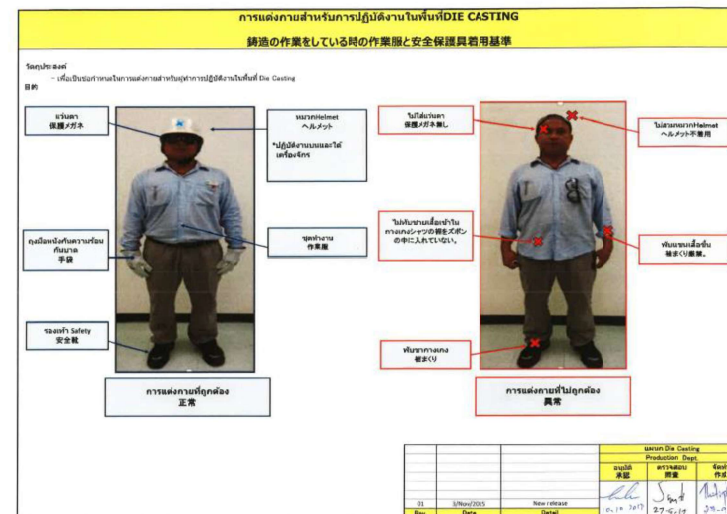 การแต่งกายสำหรับการปฏิบัติงานในพื้นที่DIE CASTING
鋳造の作業をしている時の作業服と安全保護具着用基準
วัตถุประสงค์
- เพื่อเป็นข้อกำหนดในการแต่งกายสำหรับผู้ทำการปฏิบัติงานในพื้นที่ Die Casting
目的
แว่นตา
保護メガネ
หมวกHelmet
ヘルメット
*ปฏิบัติงานบนและใต้
เครื่องจักร
ถุงมือหนังกันความร้อน
กันบาด
手袋
ชุดทำงาน
作業服
รองเท้า Safety
安全靴
การแต่งกายที่ถูกต้อง
正常
ไม่ใส่แว่นตา
保護メガネ無し
ไม่สวมหมวกHelmet
ヘルメット不着用
ไม่ทับชายเสื้อเข้าใน
กางเกงシャツの裾をズボン
の中に入れていない。
พับแขนเสื้อขึ้น
袖まくり厳禁。
พับขากางเกง
裾まくり
การแต่งกายที่ไม่ถูกต้อง
異常
แผนก Die Casting
Production Dept.
อนุมัติ
承認
ตรวจสอบ
照査
จัดทำ
作成
01 3/Nov/2015 New release
Rev Date Detail
27-5-17